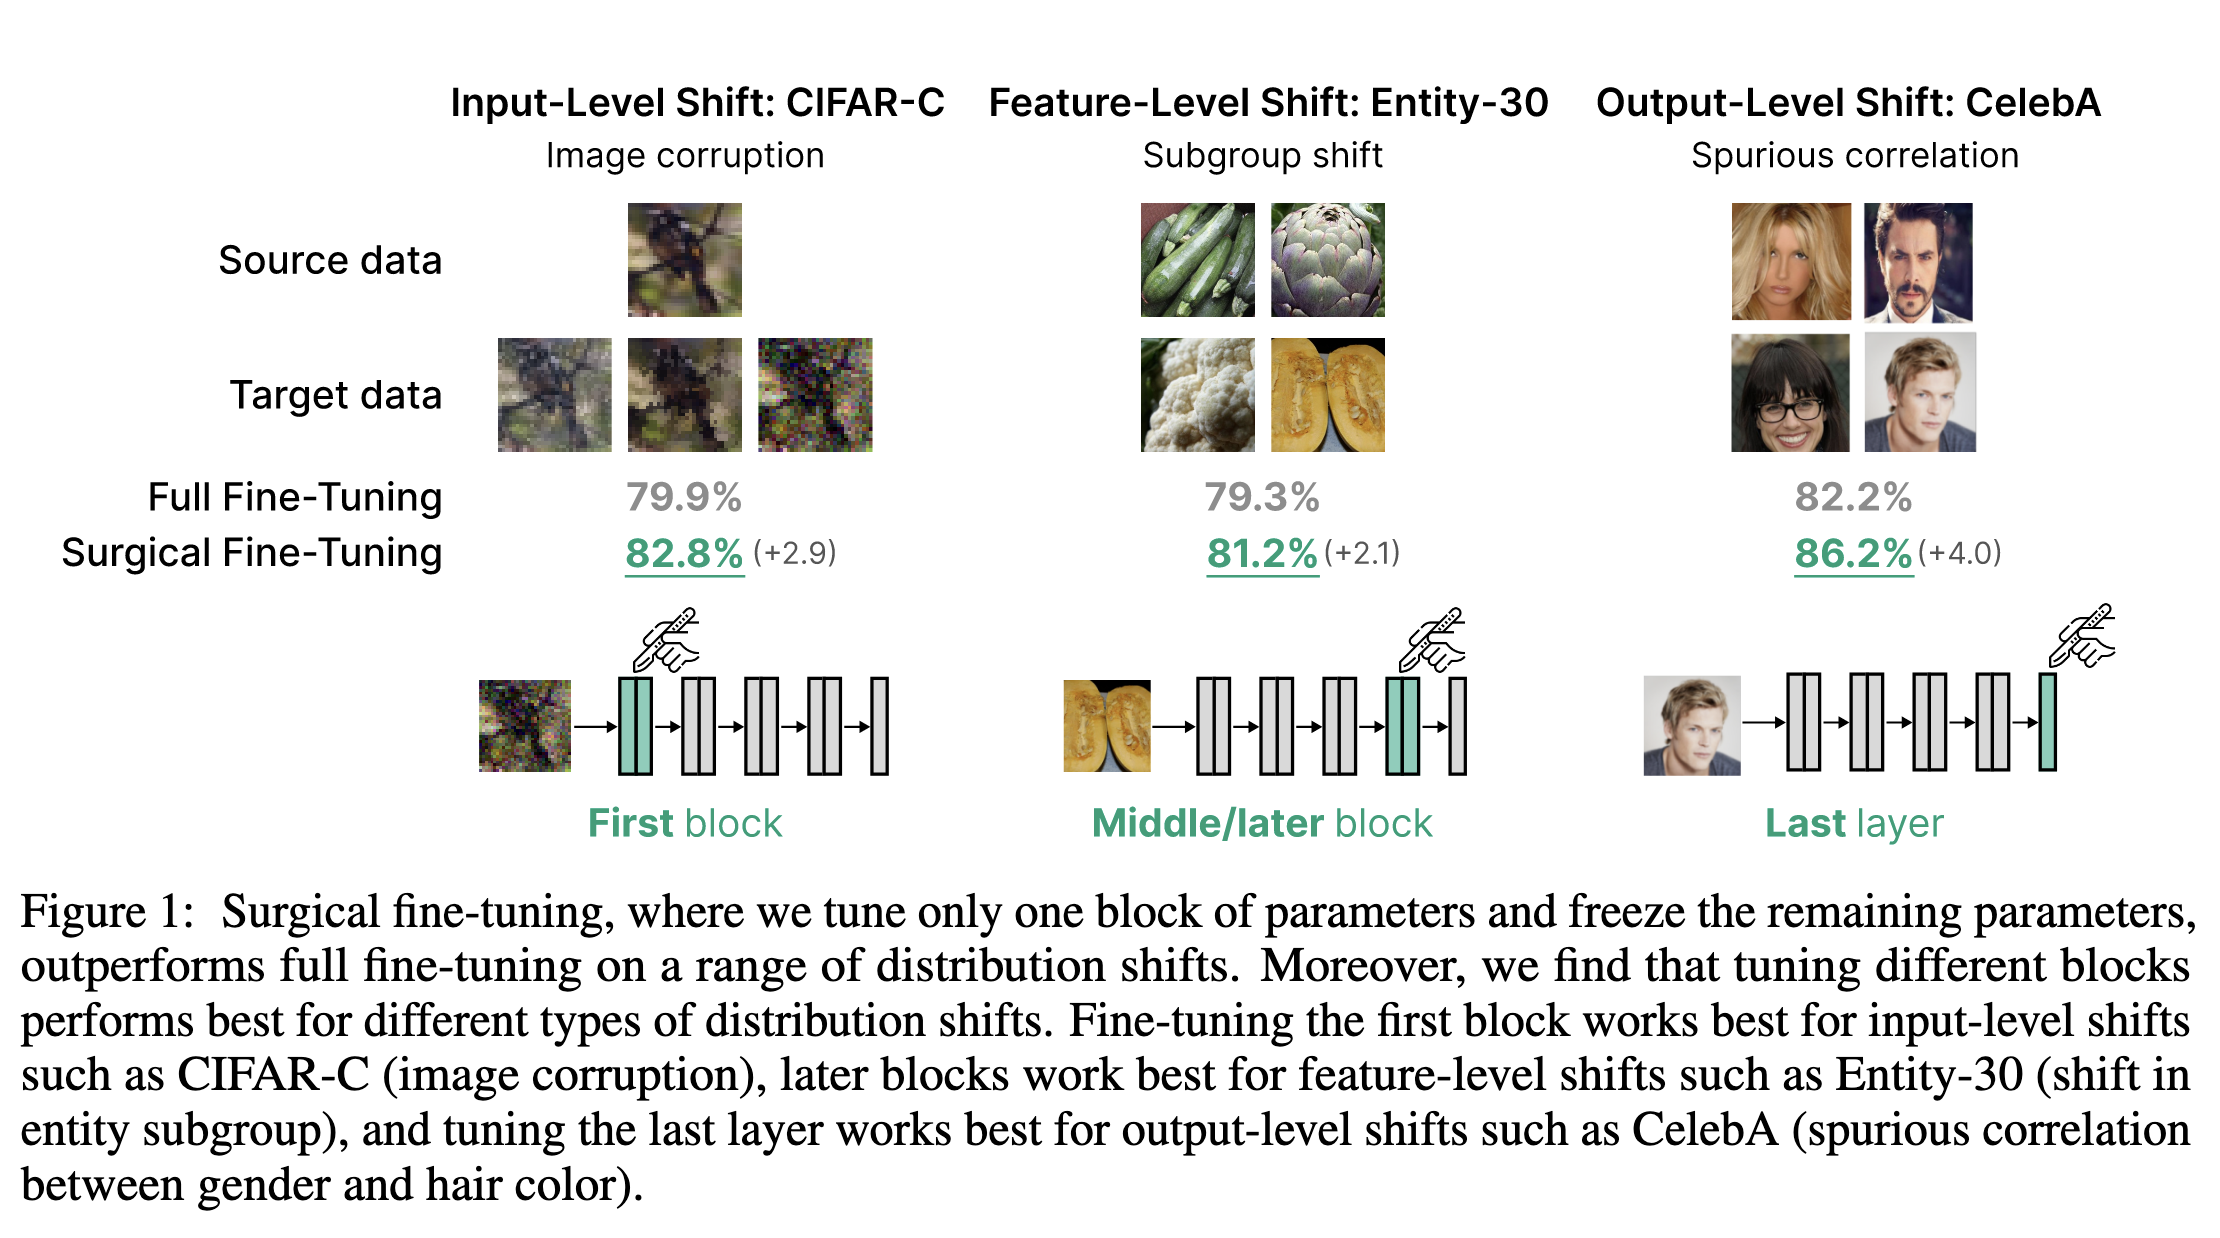 Input-Level Shift: CIFAR-C Feature-Level Shift: Entity-30 Output-Level Shift: CelebA
Image corruption Subgroup shift Spurious correlation
Source data
Target data
Full Fine-Tuning 79.9% 79.3% 82.2%
Surgical Fine-Tuning 82.8% (+2.9) 81.2% (+2.1) 86.2% (+4.0)
First block Middle/later block Last layer
Figure 1: Surgical fine-tuning, where we tune only one block of parameters and freeze the remaining parameters,
outperforms full fine-tuning on a range of distribution shifts. Moreover, we find that tuning different blocks
performs best for different types of distribution shifts. Fine-tuning the first block works best for input-level shifts
such as CIFAR-C (image corruption), later blocks work best for feature-level shifts such as Entity-30 (shift in
entity subgroup), and tuning the last layer works best for output-level shifts such as CelebA (spurious correlation
between gender and hair color).